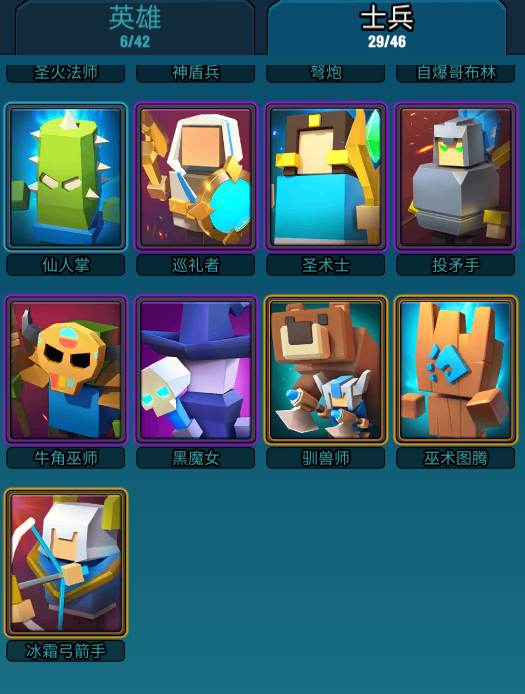 英雄
士兵
6/42
29/46
圣火法师
神盾兵
弩炮
自爆哥布林
仙人掌
巡礼者
圣术士
投矛手
牛角巫师
黑魔女
驯兽师
巫术图腾
冰霜弓箭手